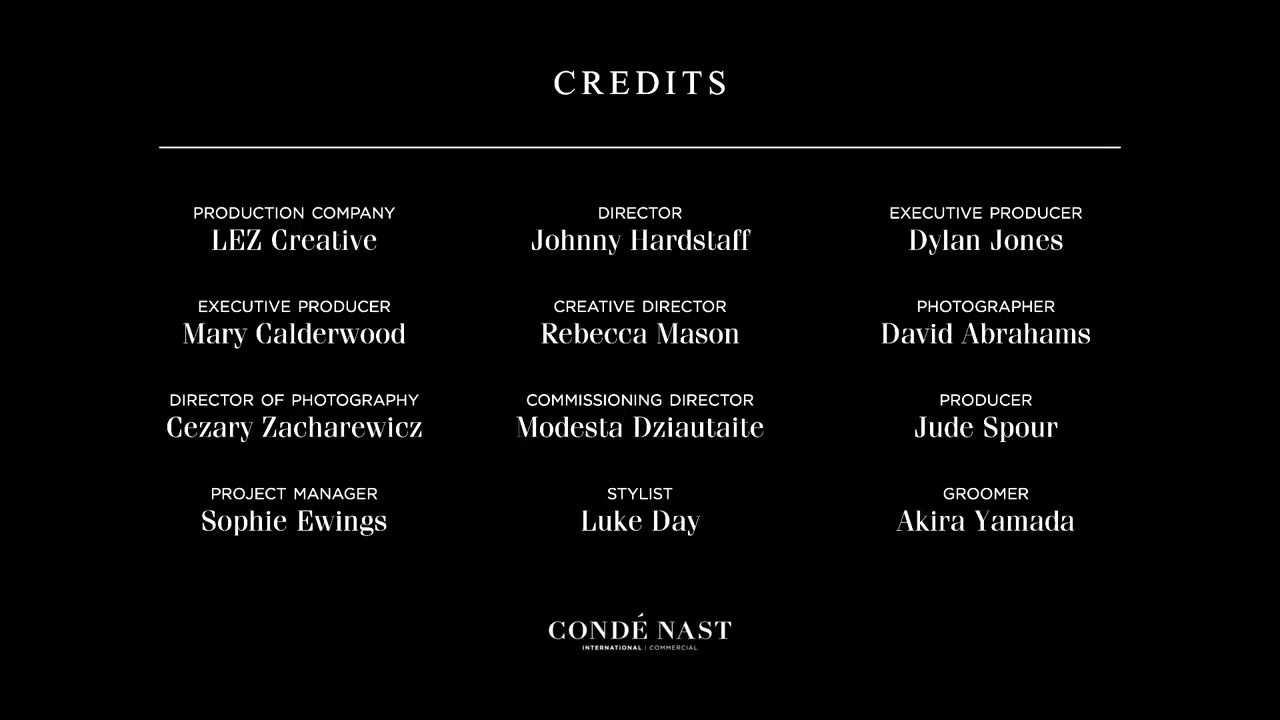 CREDITS
PRODUCTION COMPANY
LEZ Creative
DIRECTOR
Johnny Hardstaff
EXECUTIVE PRODUCER
Dylan Jones
EXECUTIVE PRODUCER
Mary Calderwood
CREATIVE DIRECTOR
Rebecca Mason
PHOTOGRAPHER
David Abrahams
DIRECTOR OF PHOTOGRAPHY
Cezary Zacharewicz
COMMISSIONING DIRECTOR
Modesta Dziautaite
PRODUCER
Jude Spour
PROJECT MANAGER
Sophie Ewings
STYLIST
Luke Day
GROOMER
Akira Yamada
CONDÉ NAST
INTERNATIONAL | COMMERCIAL